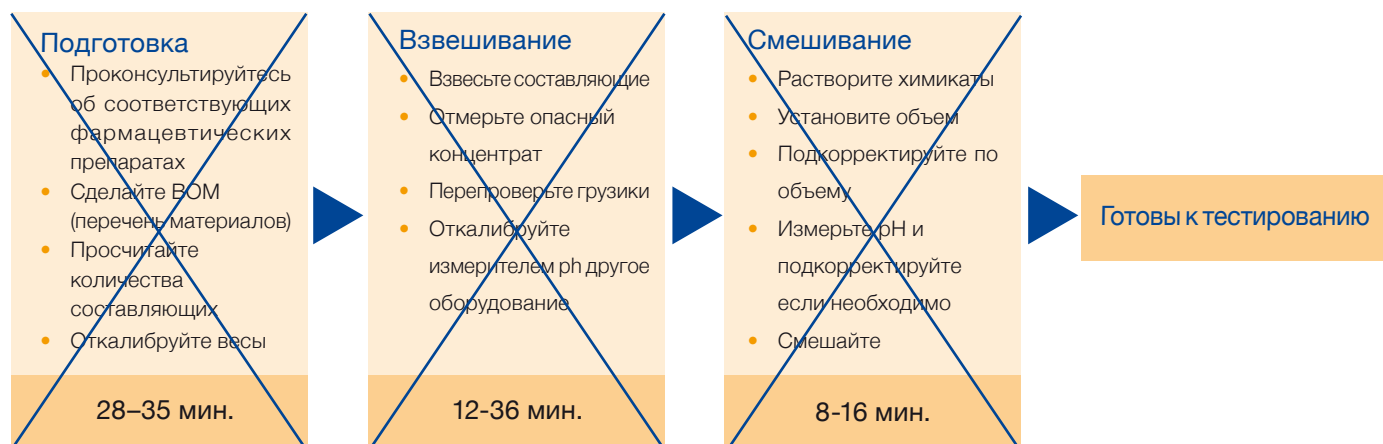 Подготовка
• Проконсультируйтесь
об соответствующих
фармацевтических
препаратах
• Сделайте BOM
(перечень материалов)
• Просчитайте
количества
составляющих
• Откалибруйте весы
28–35 мин.
Взвешивание
• Взвесьте составляющие
• Отмерьте опасный
концентрат
• Перепроверьте грузики
• Откалибруйте
измерителем ph другое
оборудование
12-36 мин.
Смешивание
• Растворите химикаты
• Установите объем
• Подкорректируйте по
объему
• Измерьте pH и
подкорректируйте
если необходимо
• Смешайте
8-16 мин.
Готовы к тестированию